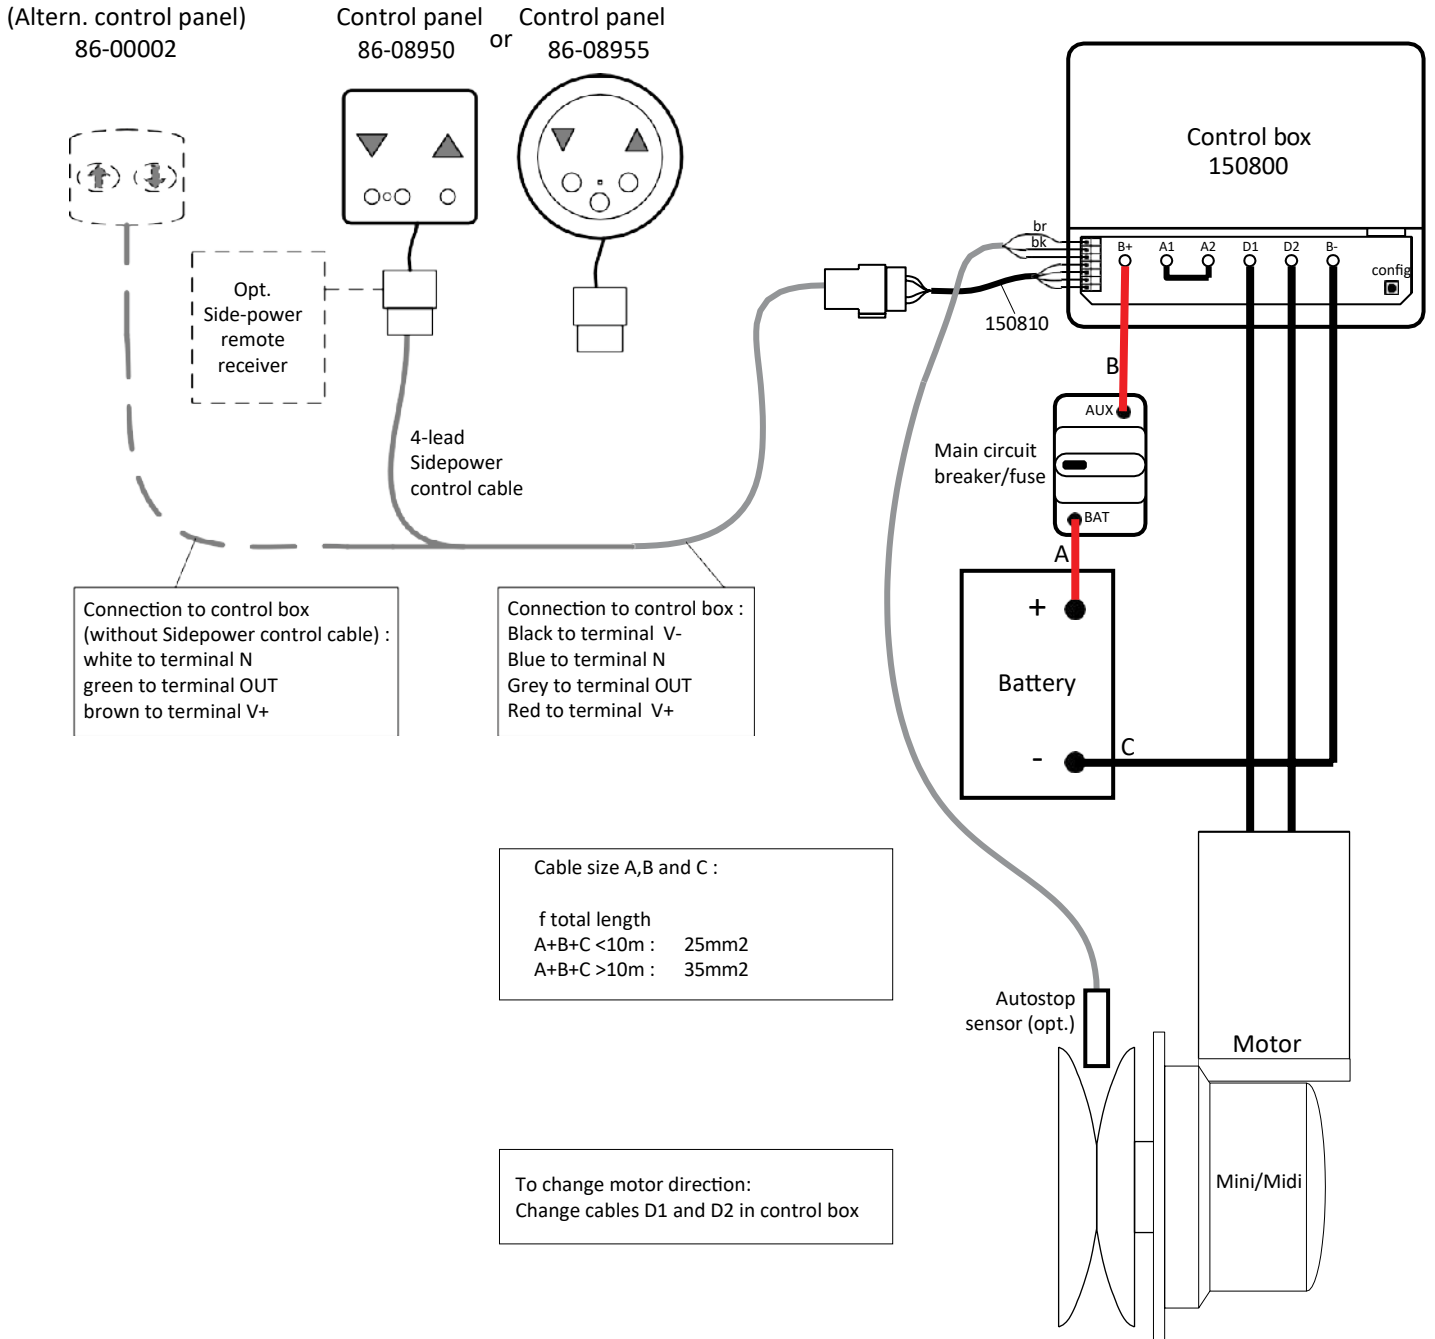 (Altern. control panel)
86-00002
Control panel
86-08950
or
Control panel
86-08955
Control box
150800
br
bk
B+
A1
A2
D1
D2
B-
config
150810
Opt.
Side-power
remote
receiver
4-lead
Sidepower
control cable
B
AUX
Main circuit
breaker/fuse
BAT
A
+
Battery
-
C
Connection to control box
(without Sidepower control cable) :
white to terminal N
green to terminal OUT
brown to terminal V+
Connection to control box :
Black to terminal V-
Blue to terminal N
Grey to terminal OUT
Red to terminal V+
Cable size A,B and C :
f total length
A+B+C <10m : 25mm2
A+B+C >10m : 35mm2
Autostop
sensor (opt.)
Motor
Mini/Midi
To change motor direction:
Change cables D1 and D2 in control box